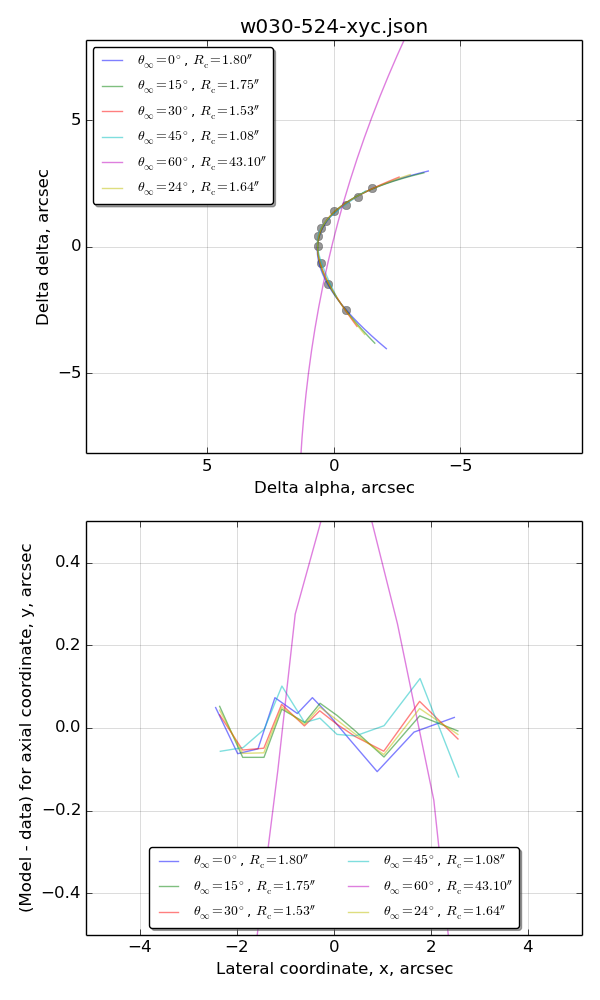 w030-524-xyc.json
θ∞ = 0°, Rc = 1.80″
θ∞ = 15°, Rc = 1.75″
θ∞ = 30°, Rc = 1.53″
θ∞ = 45°, Rc = 1.08″
θ∞ = 60°, Rc = 43.10″
θ∞ = 24°, Rc = 1.64″
5
0
−5
Delta delta, arcsec
5 0 −5
Delta alpha, arcsec
0.4
0.2
0.0
−0.2
−0.4
(Model - data) for axial coordinate, y, arcsec
θ∞ = 0°, Rc = 1.80″ θ∞ = 45°, Rc = 1.08″
θ∞ = 15°, Rc = 1.75″ θ∞ = 60°, Rc = 43.10″
θ∞ = 30°, Rc = 1.53″ θ∞ = 24°, Rc = 1.64″
−4 −2 0 2 4
Lateral coordinate, x, arcsec